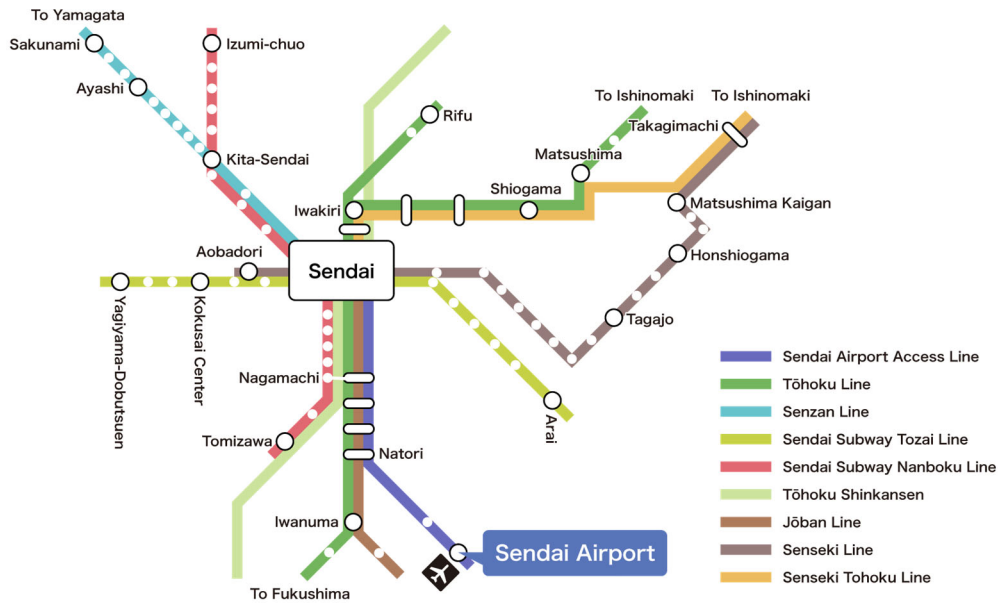 To Yamagata
Sakunami
Izumi-chuo
Ayashi
Rifu
To Ishinomaki
To Ishinomaki
Takagimachi
Kita-Sendai
Matsushima
Shiogama
Iwakiri
Matsushima Kaigan
Aobadori
Sendai
Honshiogama
Yagiyama-Dobutsuen
Kokusai Center
Tagajo
Nagamachi
Arai
Tomizawa
Natori
Iwanuma
Sendai Airport
To Fukushima
Sendai Airport Access Line
Tōhoku Line
Senzan Line
Sendai Subway Tozai Line
Sendai Subway Nanboku Line
Tōhoku Shinkansen
Jōban Line
Senseki Line
Senseki Tohoku Line